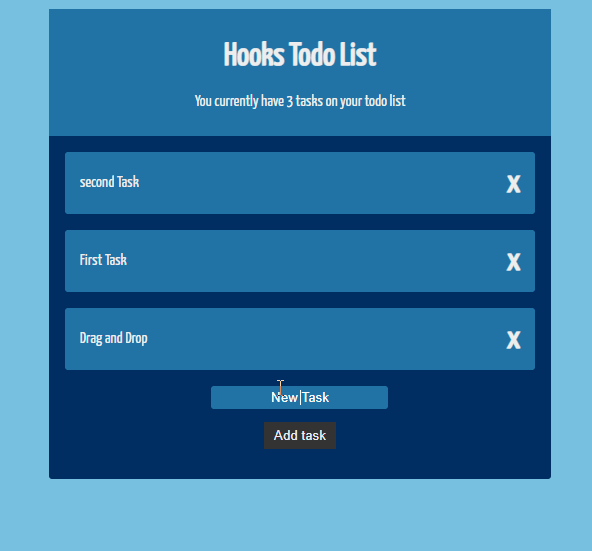 Hooks Todo List
You currently have 3 tasks on your todo list
second Task
X
First Task
X
Drag and Drop
X
New Task
Add task